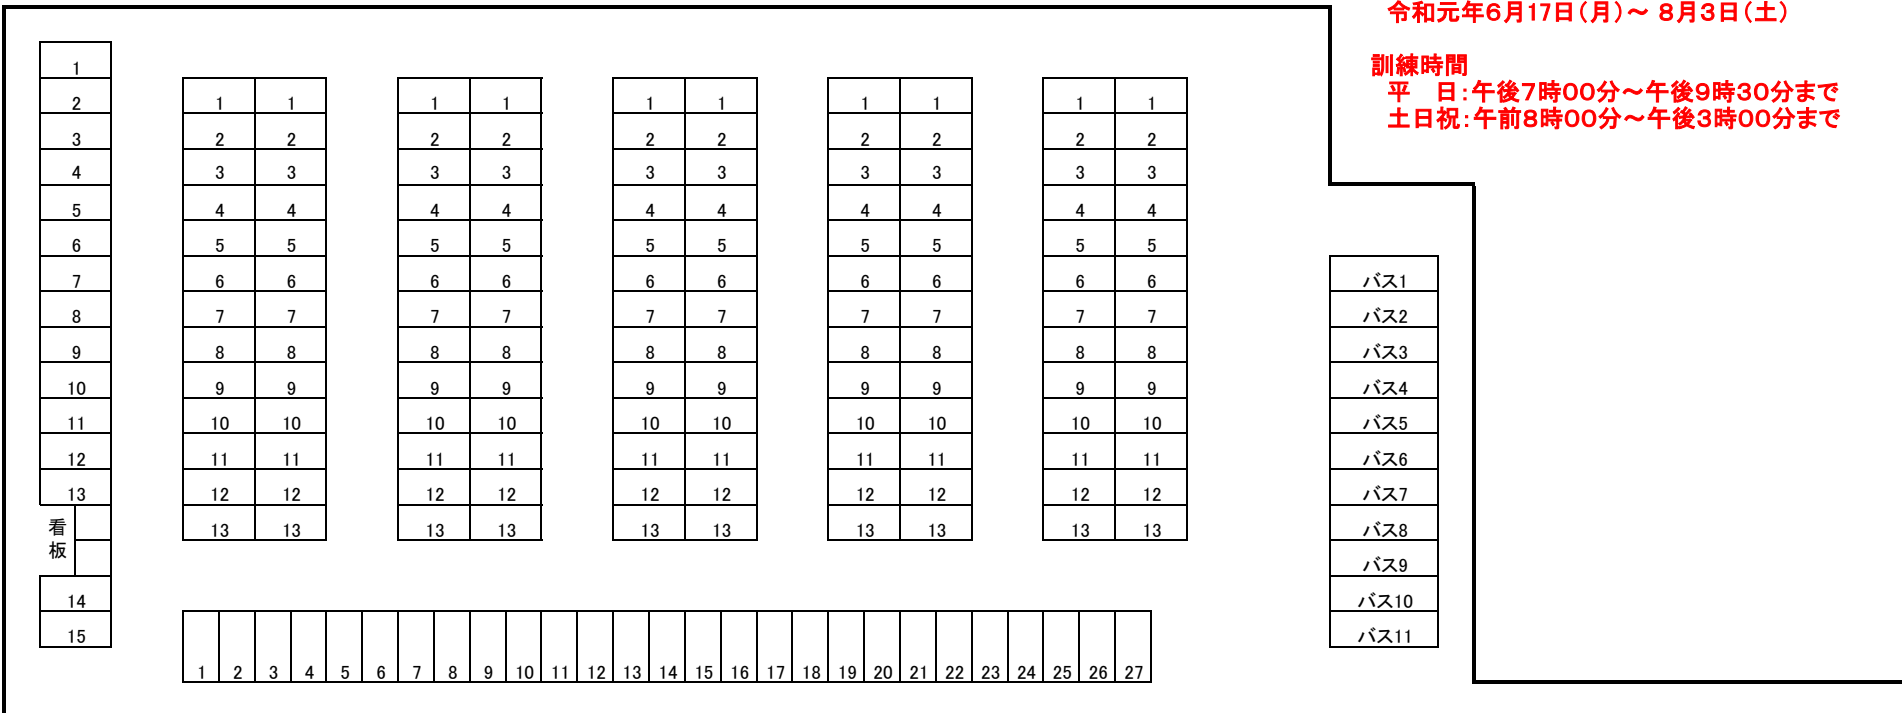 令和元年6月17日(月)～ 8月3日(土)
訓練時間
平　日：午後7時00分～午後9時30分まで
土日祝：午前8時00分～午後3時00分まで
1
2 1 1 1 1 1 1 1 1 1 1
3 2 2 2 2 2 2 2 2 2 2
4 3 3 3 3 3 3 3 3 3 3
5 4 4 4 4 4 4 4 4 4 4
6 5 5 5 5 5 5 5 5 5 5
7 6 6 6 6 6 6 6 6 6 6 バス1
8 7 7 7 7 7 7 7 7 7 7 バス2
9 8 8 8 8 8 8 8 8 8 8 バス3
10 9 9 9 9 9 9 9 9 9 9 バス4
11 10 10 10 10 10 10 10 10 10 10 バス5
12 11 11 11 11 11 11 11 11 11 11 バス6
13 12 12 12 12 12 12 12 12 12 12 バス7
看板 13 13 13 13 13 13 13 13 13 13 バス8
バス9
14 バス10
15 バス11
1 2 3 4 5 6 7 8 9 10 11 12 13 14 15 16 17 18 19 20 21 22 23 24 25 26 27